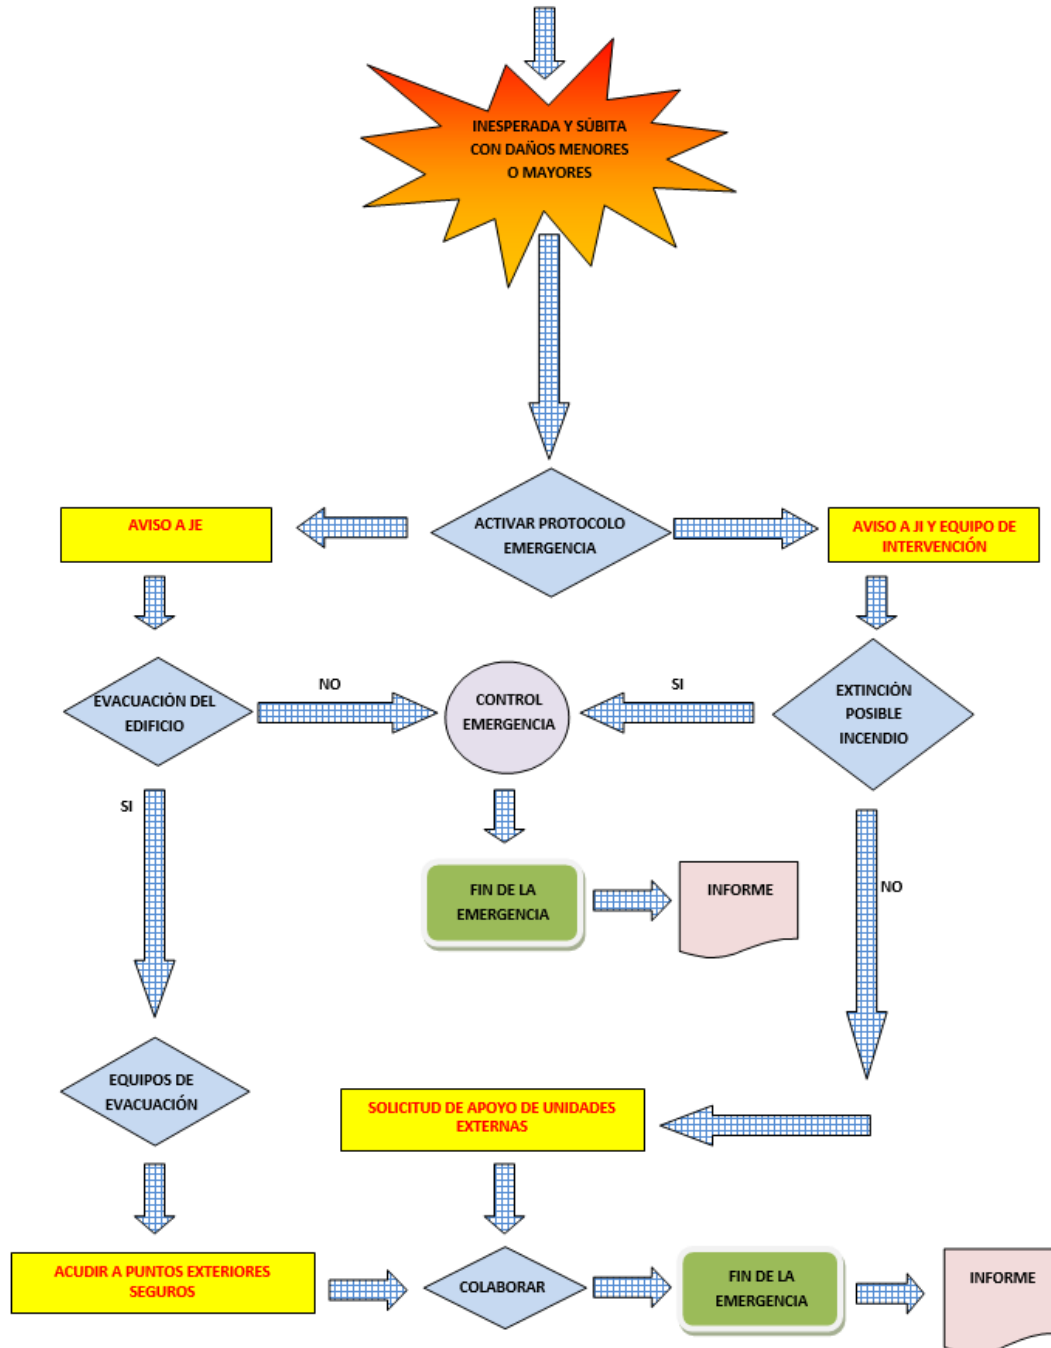 INESPERADA Y SÚBITA
CON DAÑOS MENORES
O MAYORES
AVISO A JE
ACTIVAR PROTOCOLO
EMERGENCIA
AVISO A JI Y EQUIPO DE
INTERVENCIÓN
EVACUACIÓN DEL
EDIFICIO
NO
CONTROL
EMERGENCIA
SI
EXTINCIÓN
POSIBLE
INCENDIO
SI
FIN DE LA
EMERGENCIA
INFORME
NO
EQUIPOS DE
EVACUACIÓN
SOLICITUD DE APOYO DE UNIDADES
EXTERNAS
ACUDIR A PUNTOS EXTERIORES
SEGUROS
COLABORAR
FIN DE LA
EMERGENCIA
INFORME